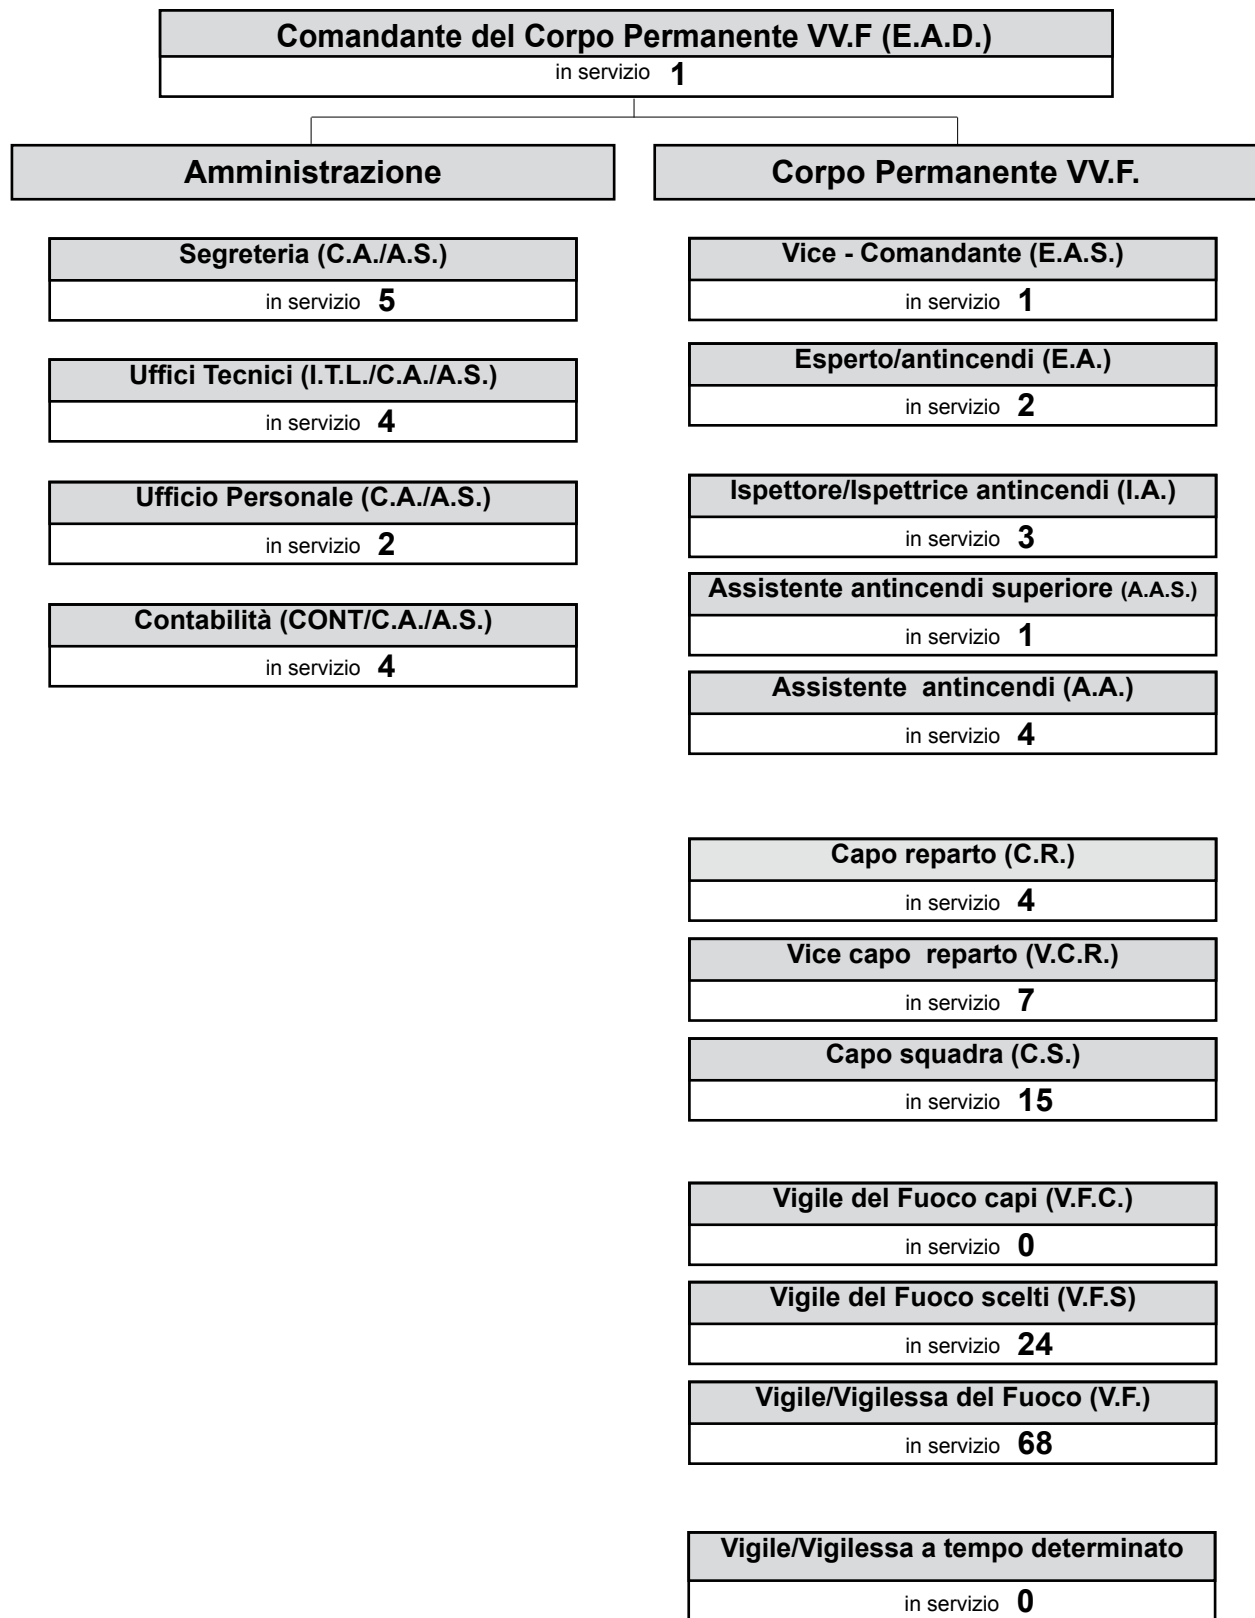 Comandante del Corpo Permanente VV.F (E.A.D.)
in servizio 1
Amministrazione
Segreteria (C.A./A.S.)
in servizio 5
Uffici Tecnici (I.T.L./C.A./A.S.)
in servizio 4
Ufficio Personale (C.A./A.S.)
in servizio 2
Contabilità (CONT/C.A./A.S.)
in servizio 4
Corpo Permanente VV.F.
Vice - Comandante (E.A.S.)
in servizio 1
Esperto/antincendi (E.A.)
in servizio 2
Ispettore/Ispettrice antincendi (I.A.)
in servizio 3
Assistente antincendi superiore (A.A.S.)
in servizio 1
Assistente antincendi (A.A.)
in servizio 4
Capo reparto (C.R.)
in servizio 4
Vice capo reparto (V.C.R.)
in servizio 7
Capo squadra (C.S.)
in servizio 15
Vigile del Fuoco capi (V.F.C.)
in servizio 0
Vigile del Fuoco scelti (V.F.S)
in servizio 24
Vigile/Vigilessa del Fuoco (V.F.)
in servizio 68
Vigile/Vigilessa a tempo determinato
in servizio 0